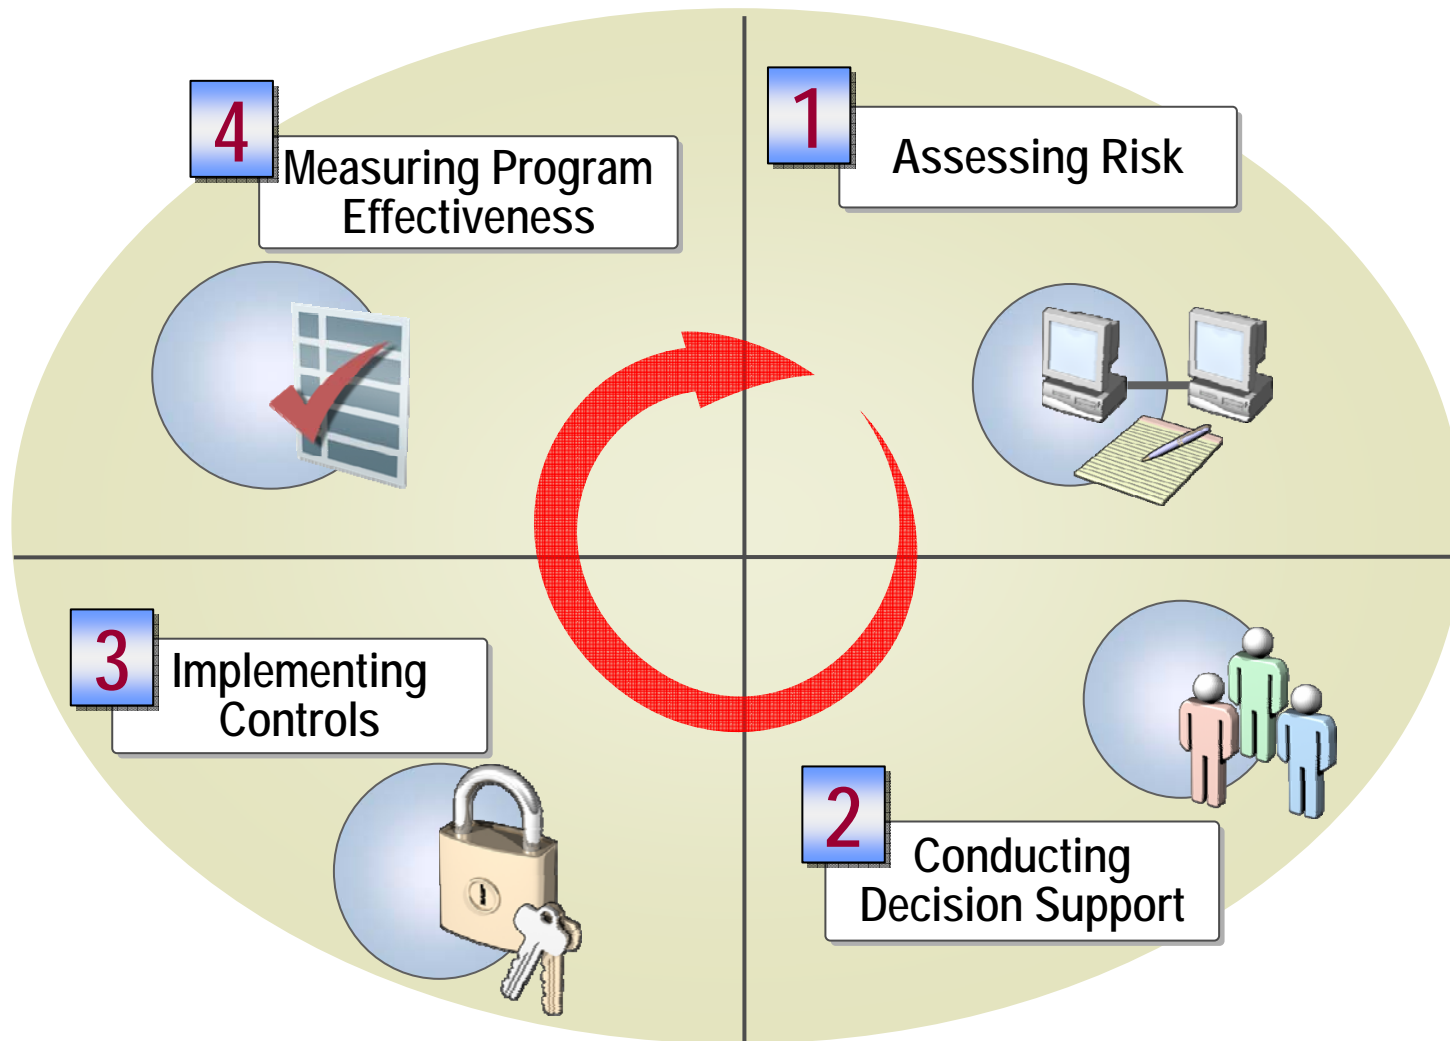 1
Assessing Risk
2
Conducting
Decision Support
3
Implementing
Controls
4
Measuring Program
Effectiveness